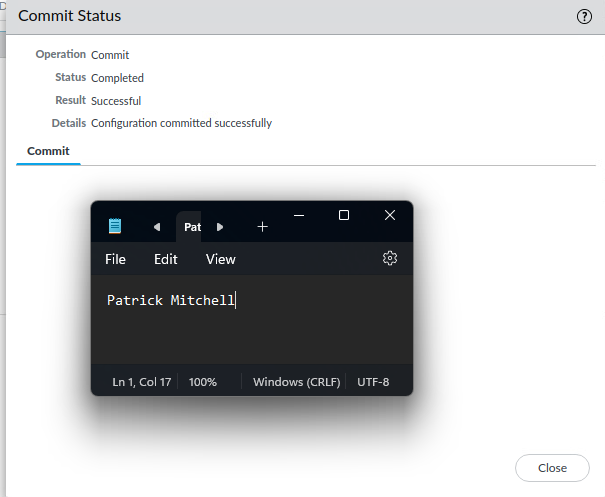 Commit Status
Operation Commit
Status Completed
Result Successful
Details Configuration committed successfully
Commit
Pat
File Edit View
Patrick Mitchell
Ln 1, Col 17 100% Windows (CRLF) UTF-8
Close